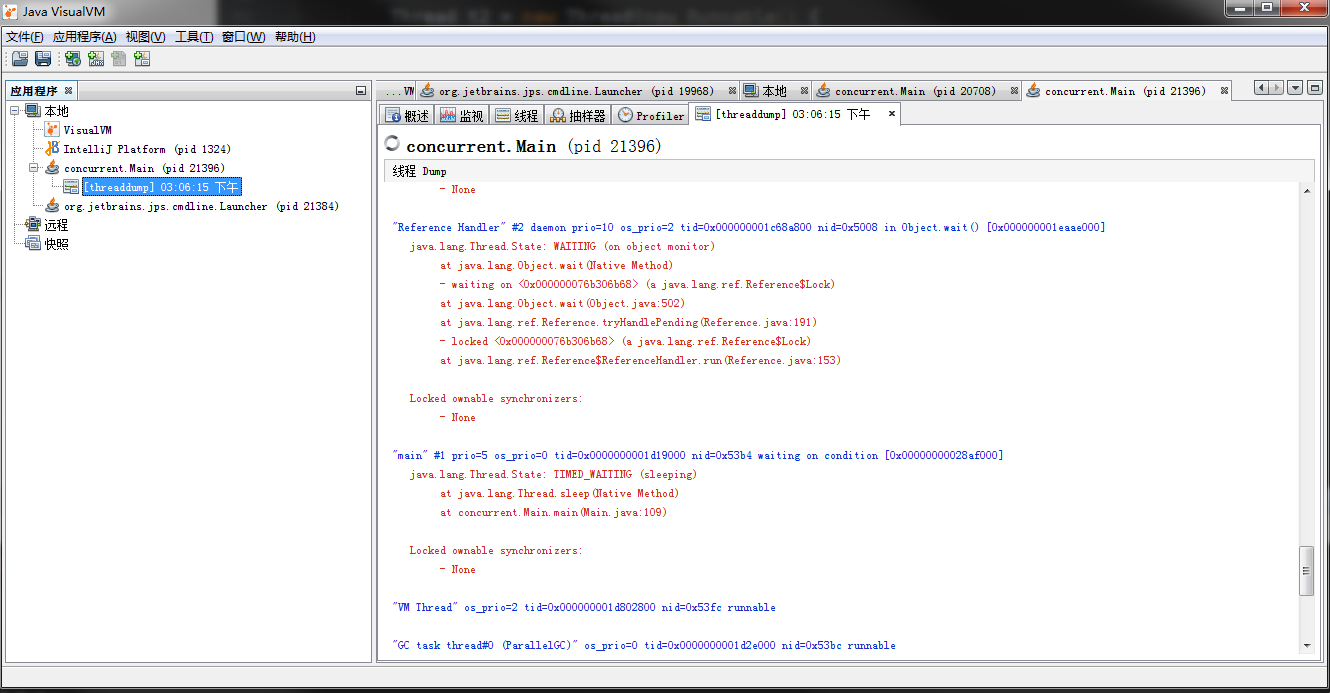 Java VisualVM
Thread t2 = new Thread(new Runnable() {
文件(F) 应用程序(A) 视图(V) 工具(T) 窗口(W) 帮助(H)
应用程序
本地
VisualVM
IntelliJ Platform (pid 1324)
concurrent.Main (pid 21396)
[threaddump] 03:06:15 下午
org.jetbrains.jps.cmdline.Launcher (pid 21384)
远程
快照
...VM org.jetbrains.jps.cmdline.Launcher (pid 19968) 本地 concurrent.Main (pid 20708) concurrent.Main (pid 21396)
概述 监视 线程 抽样器 Profiler [threaddump] 03:06:15 下午
concurrent.Main (pid 21396)
线程 Dump
- None
"Reference Handler" #2 daemon prio=10 os_prio=2 tid=0x000000001c68a800 nid=0x5008 in Object.wait() [0x000000001eaae000]
java.lang.Thread.State: WAITING (on object monitor)
at java.lang.Object.wait(Native Method)
- waiting on <0x000000076b306b68> (a java.lang.ref.Reference$Lock)
at java.lang.Object.wait(Object.java:502)
at java.lang.ref.Reference.tryHandlePending(Reference.java:191)
- locked <0x000000076b306b68> (a java.lang.ref.Reference$Lock)
at java.lang.ref.Reference$ReferenceHandler.run(Reference.java:153)
Locked ownable synchronizers:
- None
"main" #1 prio=5 os_prio=0 tid=0x0000000001d19000 nid=0x53b4 waiting on condition [0x00000000028af000]
java.lang.Thread.State: TIMED_WAITING (sleeping)
at java.lang.Thread.sleep(Native Method)
at concurrent.Main.main(Main.java:109)
Locked ownable synchronizers:
- None
"VM Thread" os_prio=2 tid=0x000000001d802800 nid=0x53fc runnable
"GC task thread#0 (ParallelGC)" os_prio=0 tid=0x0000000001d2e000 nid=0x53bc runnable